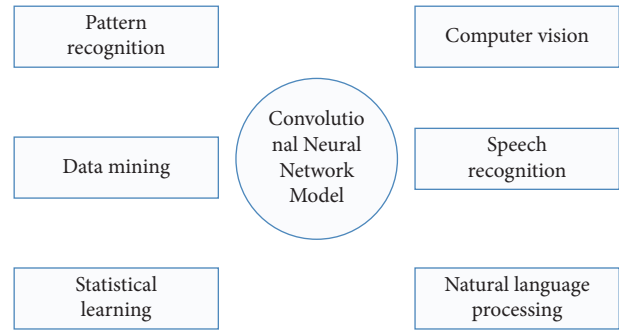 Pattern
recognition
Computer vision
Convolutio
nal Neural
Network
Model
Data mining
Speech
recognition
Statistical
learning
Natural language
processing